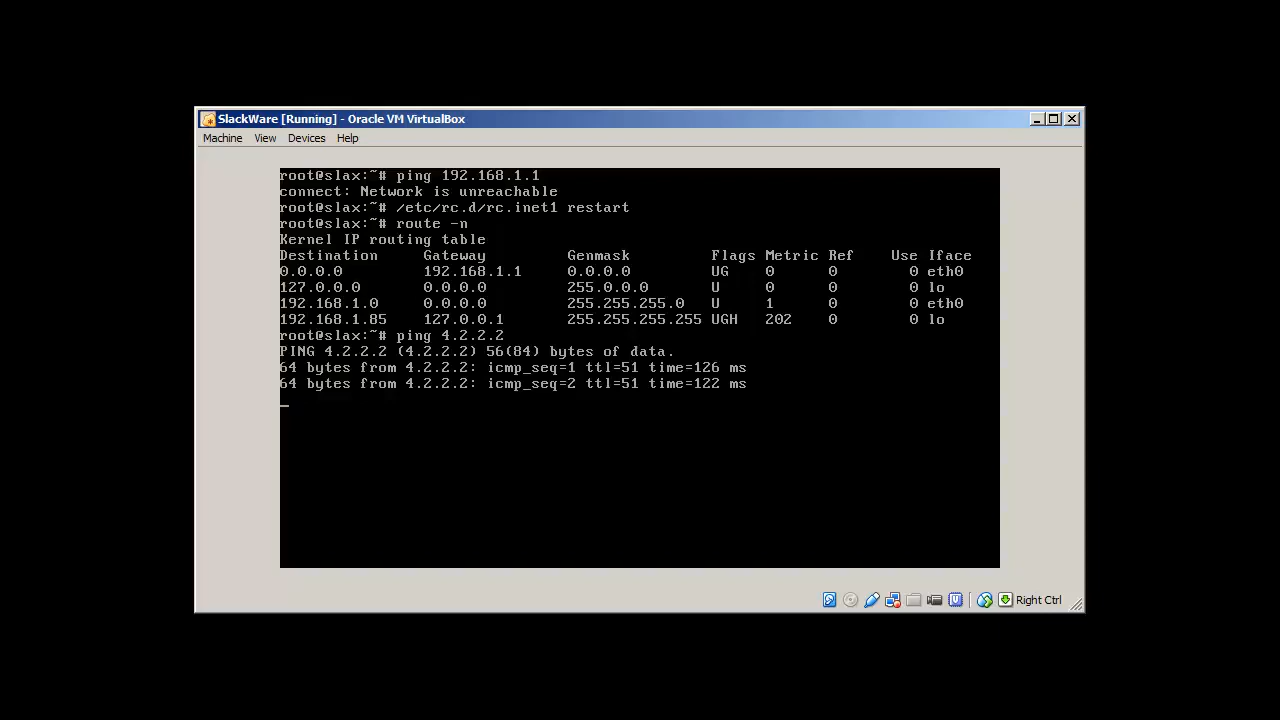 SlackWare [Running] - Oracle VM VirtualBox
Machine View Devices Help
root@slax:~# ping 192.168.1.1
connect: Network is unreachable
root@slax:~# /etc/rc.d/rc.inet1 restart
root@slax:~# route -n
Kernel IP routing table
Destination Gateway Genmask Flags Metric Ref Use Iface
0.0.0.0 192.168.1.1 0.0.0.0 UG 0 0 0 eth0
127.0.0.0 0.0.0.0 255.0.0.0 U 0 0 0 lo
192.168.1.0 0.0.0.0 255.255.255.0 U 1 0 0 eth0
192.168.1.85 127.0.0.1 255.255.255.255 UGH 202 0 0 lo
root@slax:~# ping 4.2.2.2
PING 4.2.2.2 (4.2.2.2) 56(84) bytes of data.
64 bytes from 4.2.2.2: icmp_seq=1 ttl=51 time=126 ms
64 bytes from 4.2.2.2: icmp_seq=2 ttl=51 time=122 ms
Right Ctrl